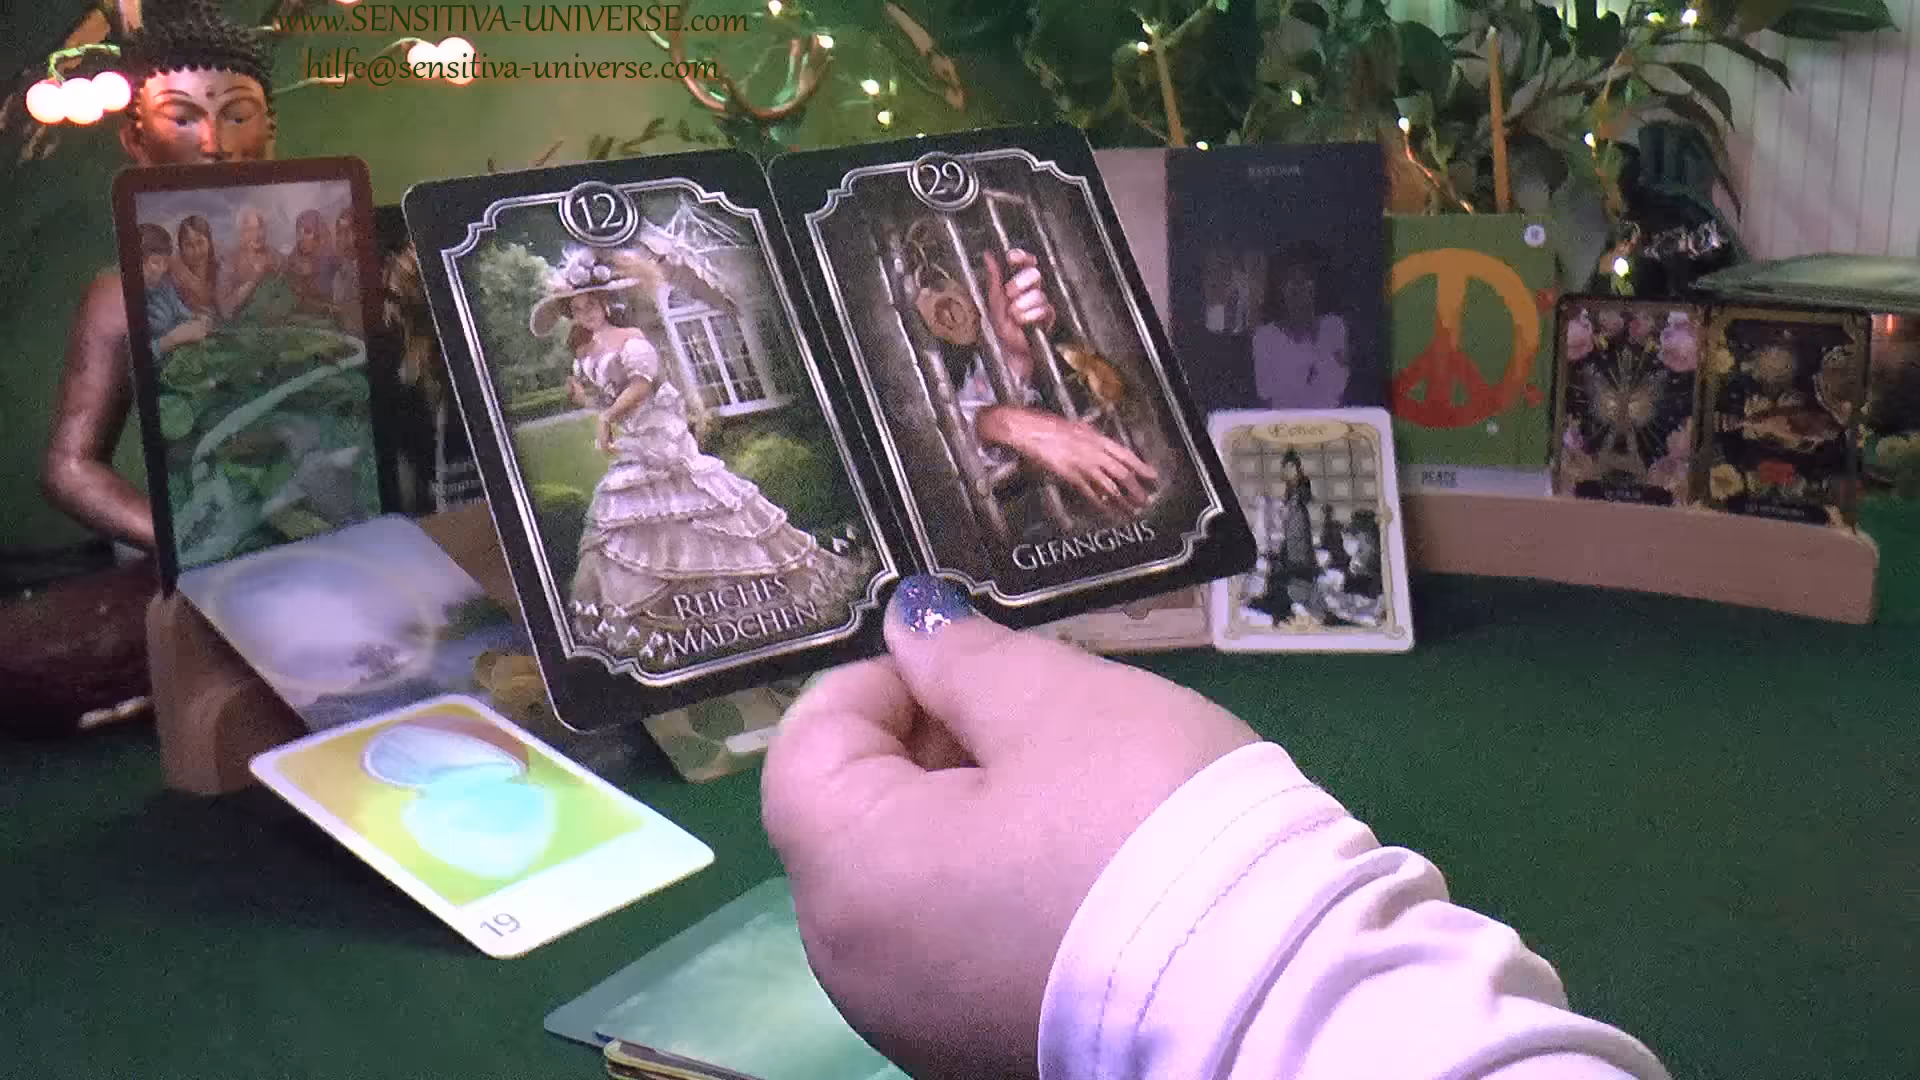 www.SENSITIVA-UNIVERSE.com
hilfe@sensitiva-universe.com
12
REICHES
MÄDCHEN
29
GEFÄNGNIS
PEACE
19